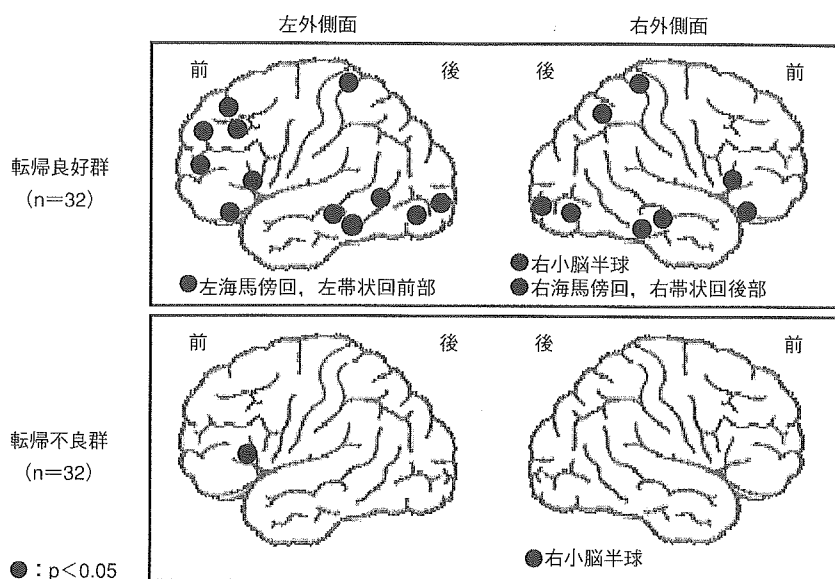 左外側面 右外側面
前 後 後 前
転帰良好群
(n=32)
●右小脳半球
●左海馬傍回，左帯状回前部 ●右海馬傍回，右帯状回後部
前 後 後 前
転帰不良群
(n=32)
●右小脳半球
●：p<0.05